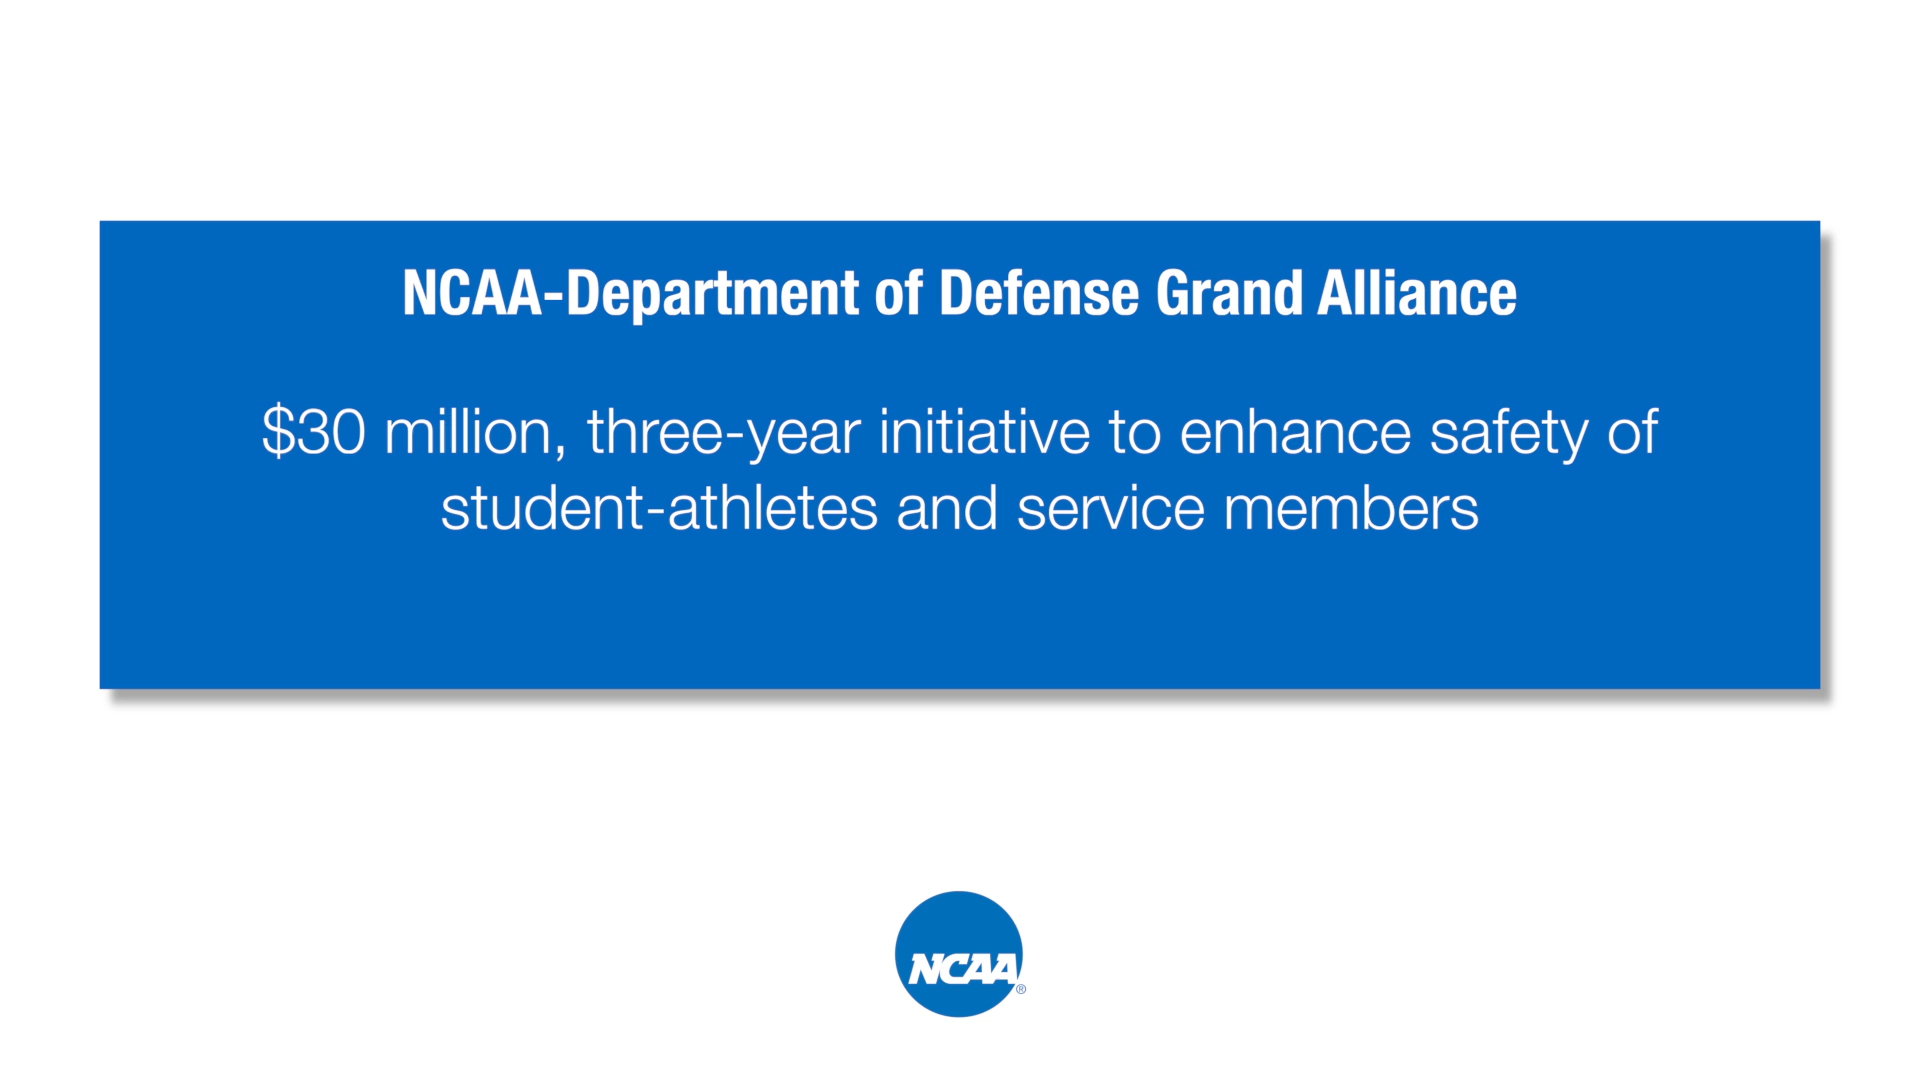 NCAA-Department of Defense Grand Alliance
$30 million, three-year initiative to enhance safety of
student-athletes and service members
NCAA®